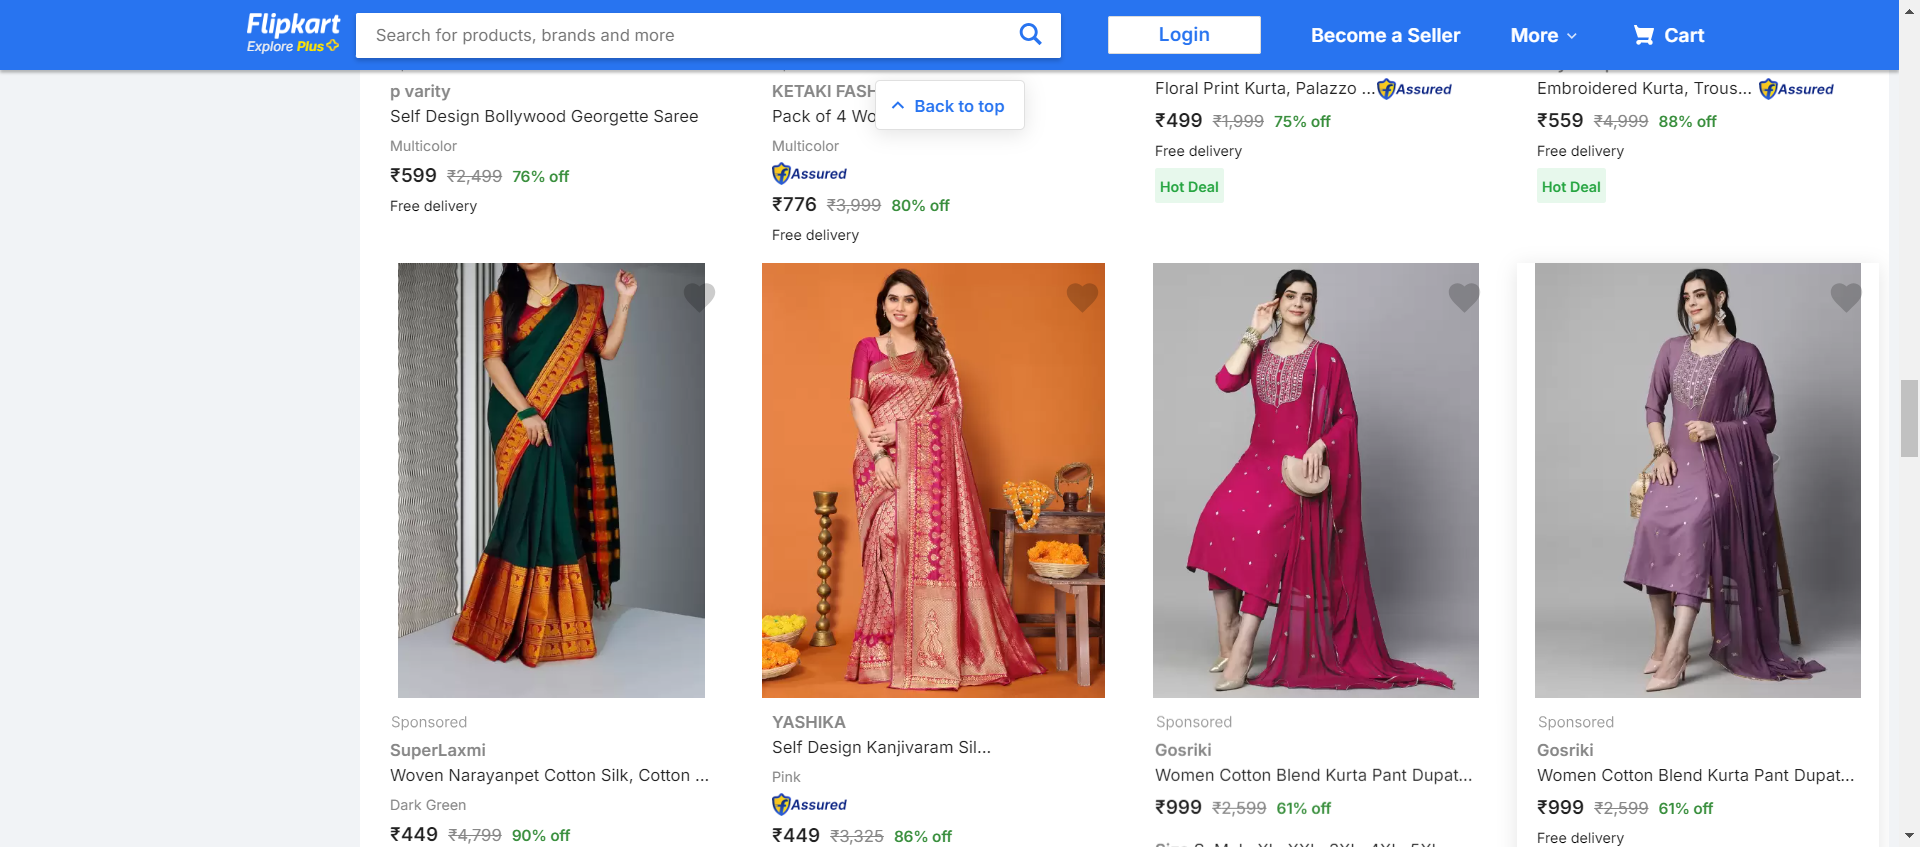 Flipkart
Explore Plus
Search for products, brands and more
Login
Become a Seller
More
Cart
Back to top
p varity
Self Design Bollywood Georgette Saree
Multicolor
₹599 ₹2,499 76% off
Free delivery
KETAKI FASH
Pack of 4 Wo
Multicolor
Assured
₹776 ₹3,999 80% off
Free delivery
Floral Print Kurta, Palazzo ... Assured
₹499 ₹1,999 75% off
Free delivery
Hot Deal
Embroidered Kurta, Trous... Assured
₹559 ₹4,999 88% off
Free delivery
Hot Deal
Sponsored
SuperLaxmi
Woven Narayanpet Cotton Silk, Cotton ...
Dark Green
₹449 ₹4,799 90% off
YASHIKA
Self Design Kanjivaram Sil...
Pink
Assured
₹449 ₹3,325 86% off
Sponsored
Gosriki
Women Cotton Blend Kurta Pant Dupat...
₹999 ₹2,599 61% off
Sponsored
Gosriki
Women Cotton Blend Kurta Pant Dupat...
₹999 ₹2,599 61% off
Free delivery